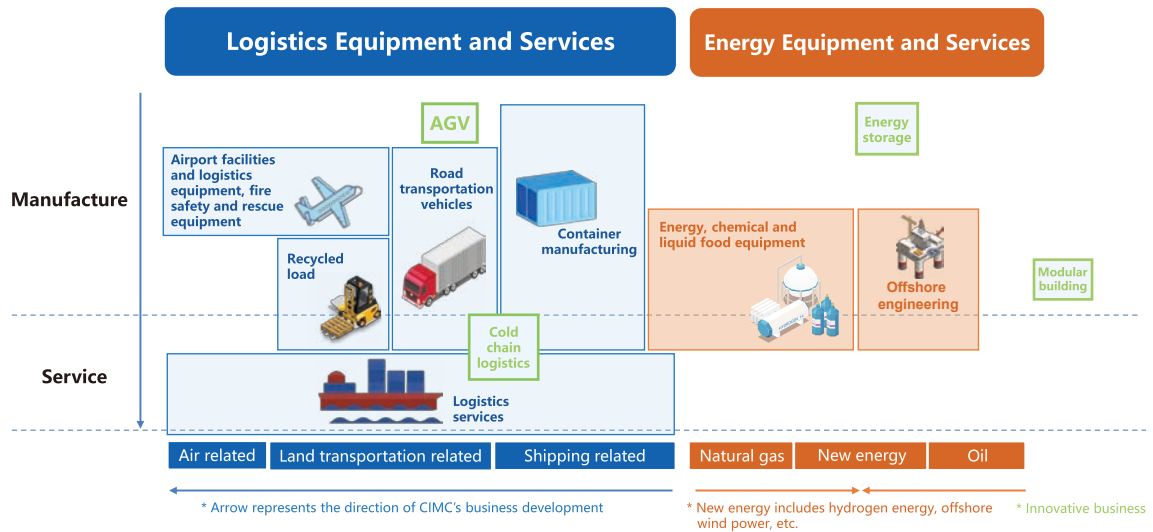 Logistics Equipment and Services
Energy Equipment and Services
Manufacture
Service
AGV
Airport facilities
and logistics
equipment, fire
safety and rescue
equipment
Recycled
load
Road
transportation
vehicles
Container
manufacturing
Cold
chain
logistics
Logistics
services
Energy
storage
Energy, chemical and
liquid food equipment
Offshore
engineering
Modular
building
Air related
Land transportation related
Shipping related
Natural gas
New energy
Oil
* Arrow represents the direction of CIMC's business development
* New energy includes hydrogen energy, offshore
wind power, etc.
* Innovative business